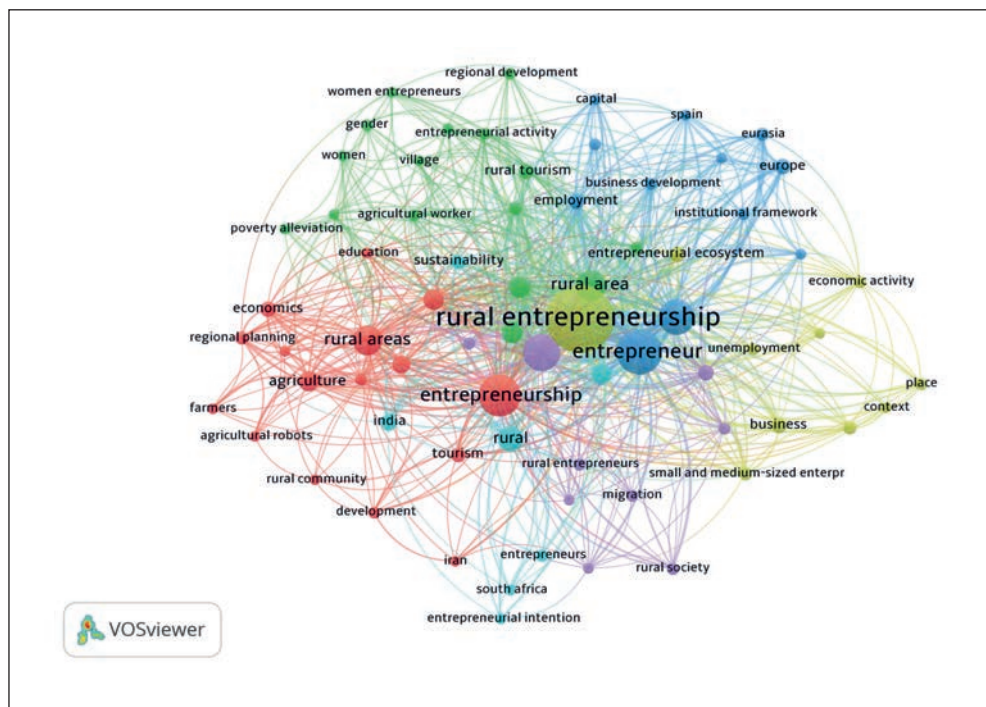 regional development
women entrepreneurs
capital
spain
gender
entrepreneurial activity
eurasia
women
village
rural tourism
europe
business development
employment
agricultural worker
institutional framework
poverty alleviation
education
sustainability
entrepreneurial ecosystem
economic activity
rural area
economics
rural entrepreneurship
regional planning
rural areas
entrepreneur
unemployment
agriculture
place
entrepreneurship
farmers
context
india
business
agricultural robots
rural
tourism
rural entrepreneurs
small and medium-sized enterpr
rural community
migration
development
iran
entrepreneurs
rural society
south africa
entrepreneurial intention
VOSviewer